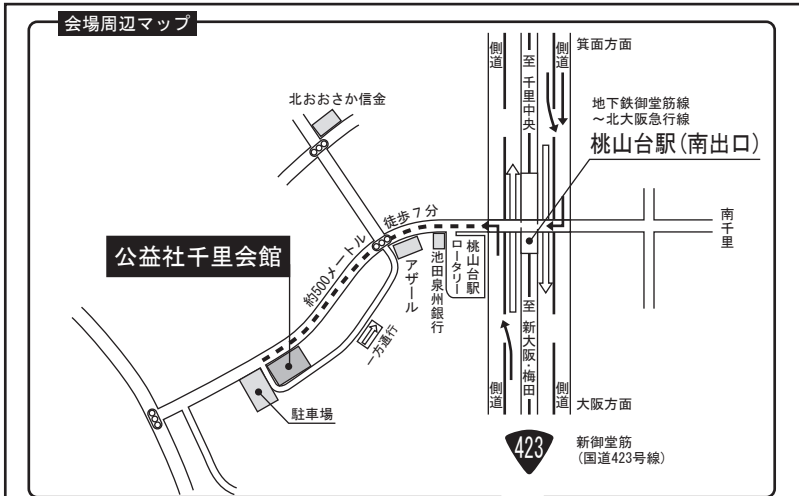 会場周辺マップ
側道
至 千里中央
側道
箕面方面
北おおさか信金
地下鉄御堂筋線
～北大阪急行線
桃山台駅(南出口)
徒歩７分
南千里
公益社千里会館
約500メートル
アザール
池田泉州銀行
桃山台駅
ロータリー
一方通行
至 新大阪・梅田
側道
側道
大阪方面
駐車場
423
新御堂筋
(国道423号線)